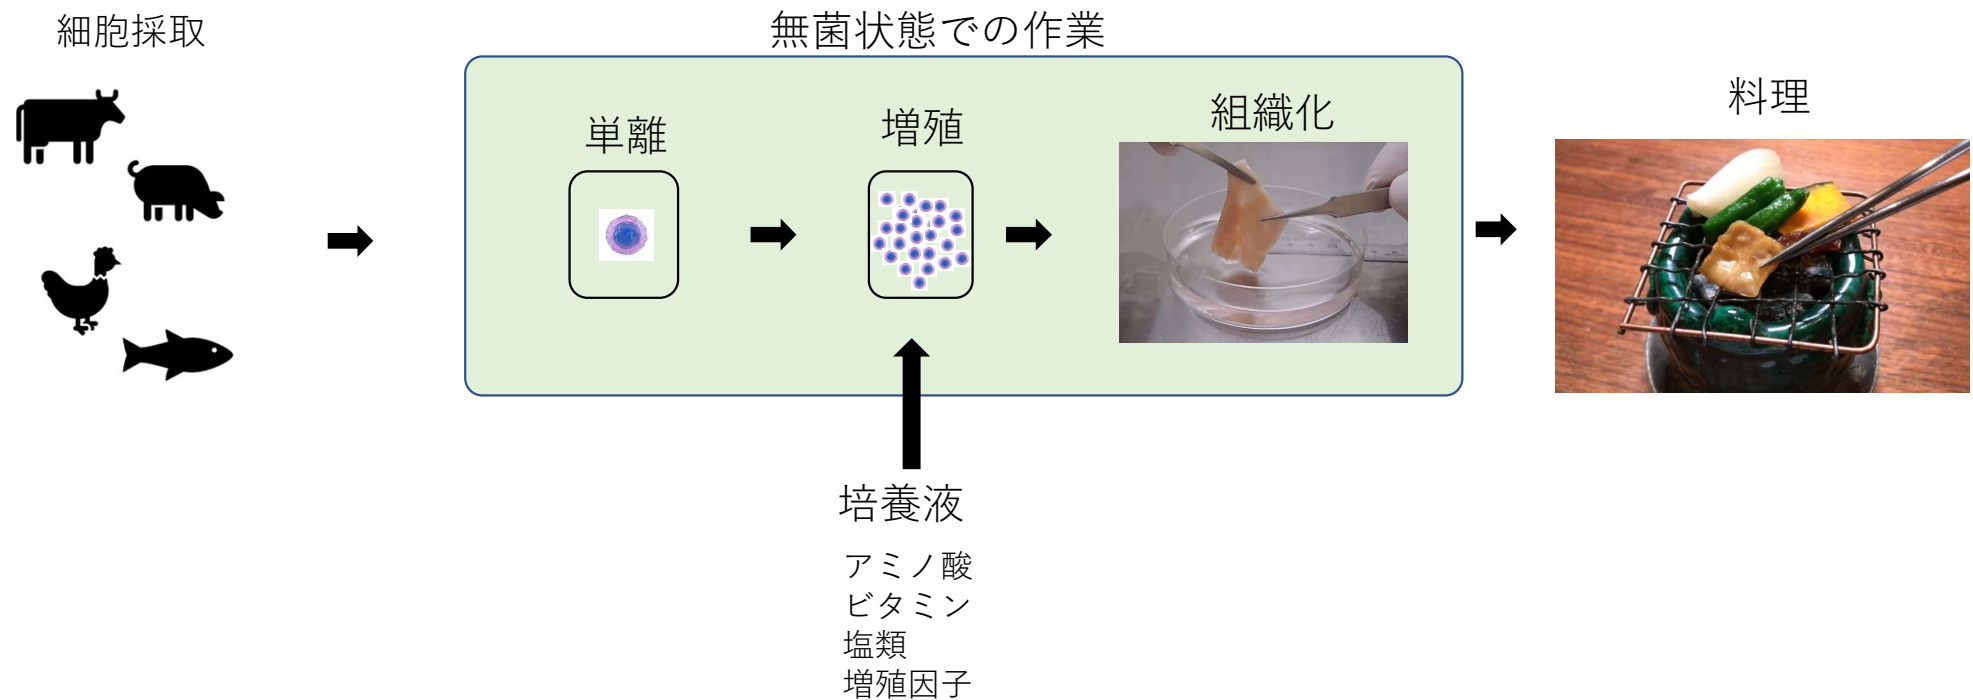 細胞採取
無菌状態での作業
単離
増殖
組織化
料理
培養液
アミノ酸
ビタミン
塩類
増殖因子